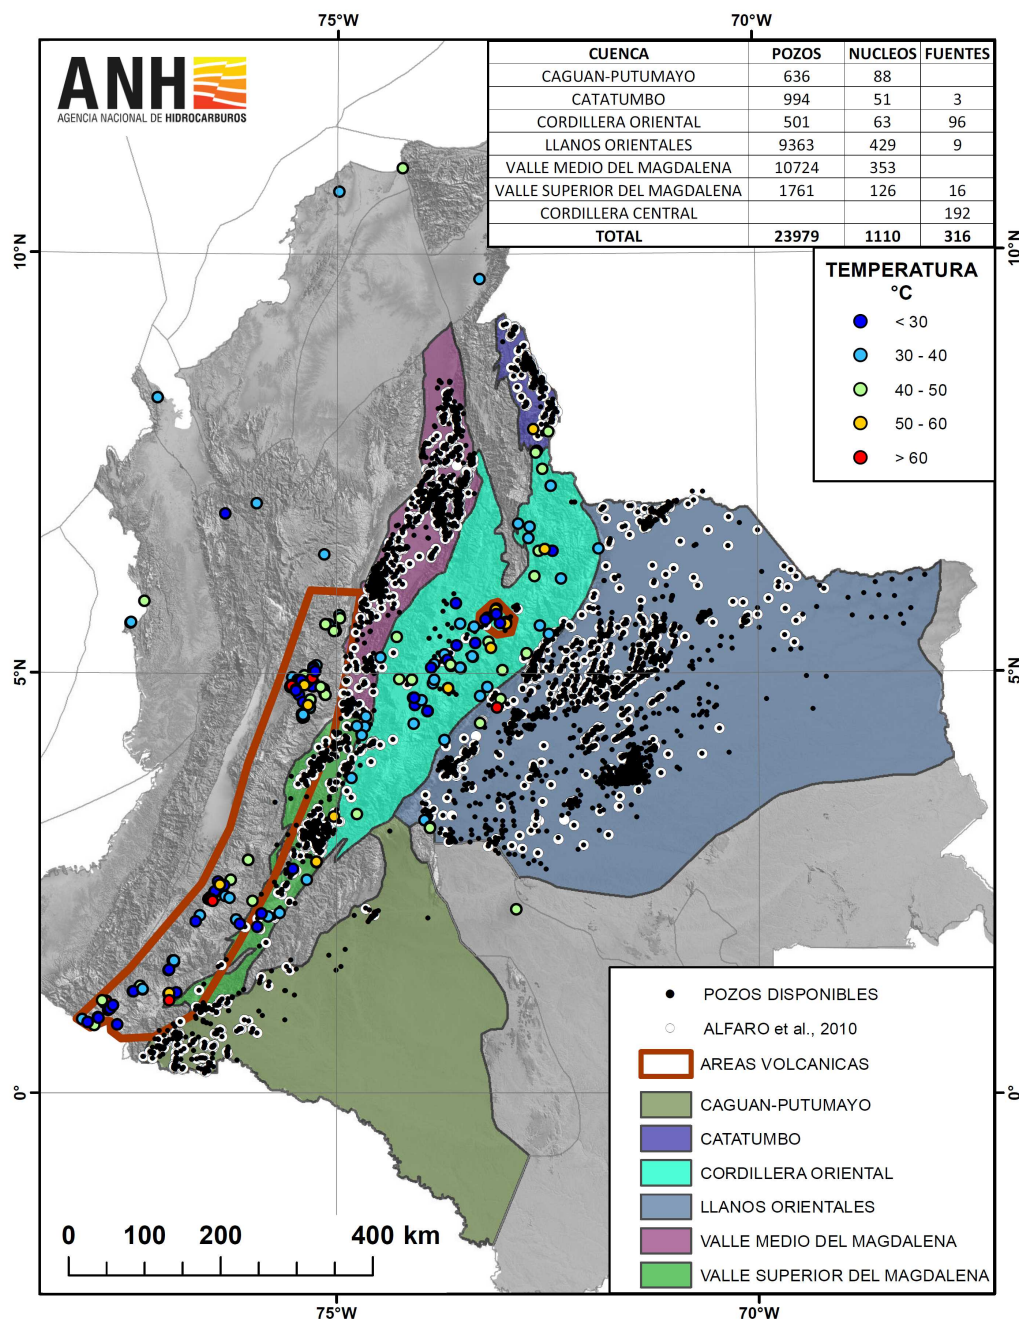 75°W 70°W
ANH
AGENCIA NACIONAL DE HIDROCARBUROS
CUENCA POZOS NUCLEOS FUENTES
CAGUAN-PUTUMAYO 636 88
CATATUMBO 994 51 3
CORDILLERA ORIENTAL 501 63 96
LLANOS ORIENTALES 9363 429 9
VALLE MEDIO DEL MAGDALENA 10724 353
VALLE SUPERIOR DEL MAGDALENA 1761 126 16
CORDILLERA CENTRAL 192
TOTAL 23979 1110 316
10°N 10°N
TEMPERATURA
°C
< 30
30 - 40
40 - 50
50 - 60
> 60
5°N 5°N
POZOS DISPONIBLES
ALFARO et al., 2010
AREAS VOLCANICAS
0° 0°
CAGUAN-PUTUMAYO
CATATUMBO
CORDILLERA ORIENTAL
LLANOS ORIENTALES
VALLE MEDIO DEL MAGDALENA
VALLE SUPERIOR DEL MAGDALENA
0 100 200 400 km
75°W 70°W